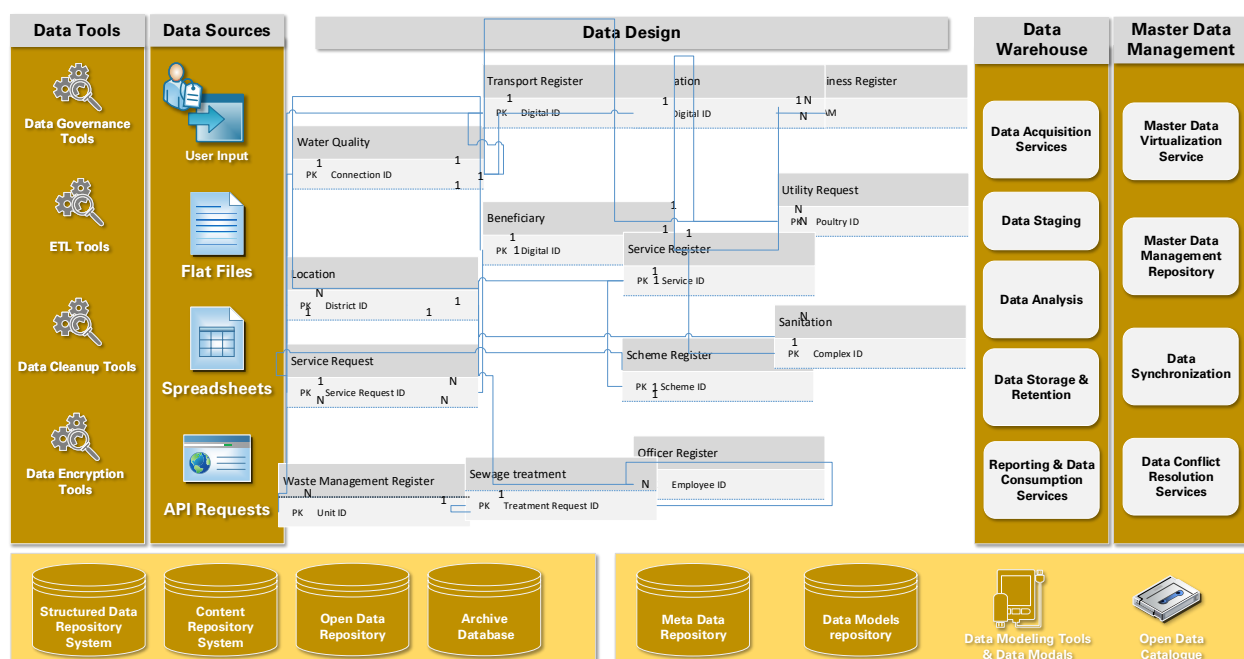 Data Tools
Data Governance
Tools
ETL Tools
Data Cleanup Tools
Data Encryption
Tools
Data Sources
User Input
Flat Files
Spreadsheets
API Requests
Data Design
Transport Register
1
PK Digital ID
ation
1
Digital ID
iness Register
1 N
N
AM
Water Quality
1
PK Connection ID
1
1
1
Utility Request
N
PK N Poultry ID
Beneficiary
1
PK 1 Digital ID
1
1
1
Service Register
1
PK 1 Service ID
Location
N
PK District ID
1
1
1
N
Sanitation
1
PK Complex ID
Service Request
1
PK Service Request ID
N
N
N
Scheme Register
PK 1 Scheme ID
1
Officer Register
N Employee ID
Sewage treatment
1
PK Treatment Request ID
1
Waste Management Register
N
PK Unit ID
Data
Warehouse
Data Acquisition
Services
Data Staging
Data Analysis
Data Storage &
Retention
Reporting & Data
Consumption
Services
Master Data
Management
Master Data
Virtualization
Service
Master Data
Management
Repository
Data
Synchronization
Data Conflict
Resolution
Services
Structured Data
Repository
System
Content
Repository
System
Open Data
Repository
Archive
Database
Meta Data
Repository
Data Models
repository
Data Modeling Tools
& Data Modals
Open Data
Catalogue